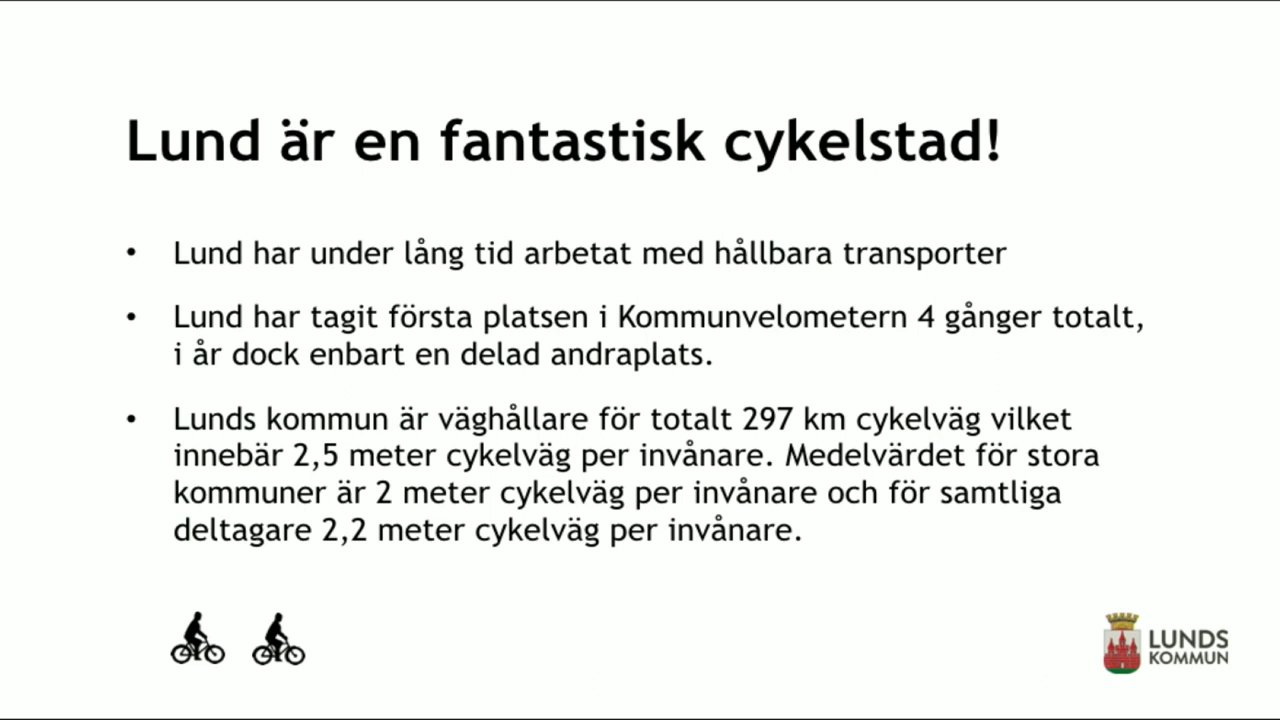 Lund är en fantastisk cykelstad!
• Lund har under lång tid arbetat med hållbara transporter
• Lund har tagit första platsen i Kommunvelometern 4 gånger totalt,
i år dock enbart en delad andraplats.
• Lunds kommun är väghållare för totalt 297 km cykelväg vilket
innebär 2,5 meter cykelväg per invånare. Medelvärdet för stora
kommuner är 2 meter cykelväg per invånare och för samtliga
deltagare 2,2 meter cykelväg per invånare.
LUNDS
KOMMUN